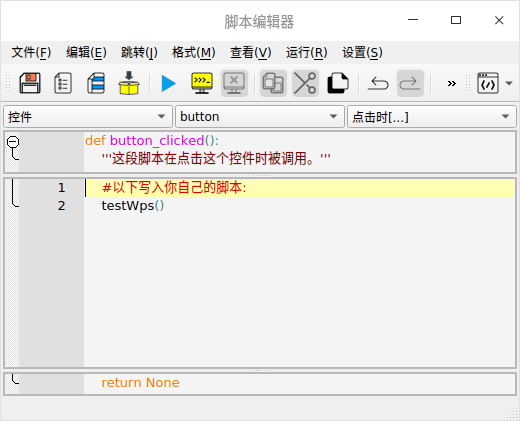 脚本编辑器
文件(F) 编辑(E) 跳转(J) 格式(M) 查看(V) 运行(R) 设置(S)
>>>_ »
控件 button 点击时[...]
def button_clicked():
'''这段脚本在点击这个控件时被调用。'''
1 #以下写入你自己的脚本:
2 testWps()
return None